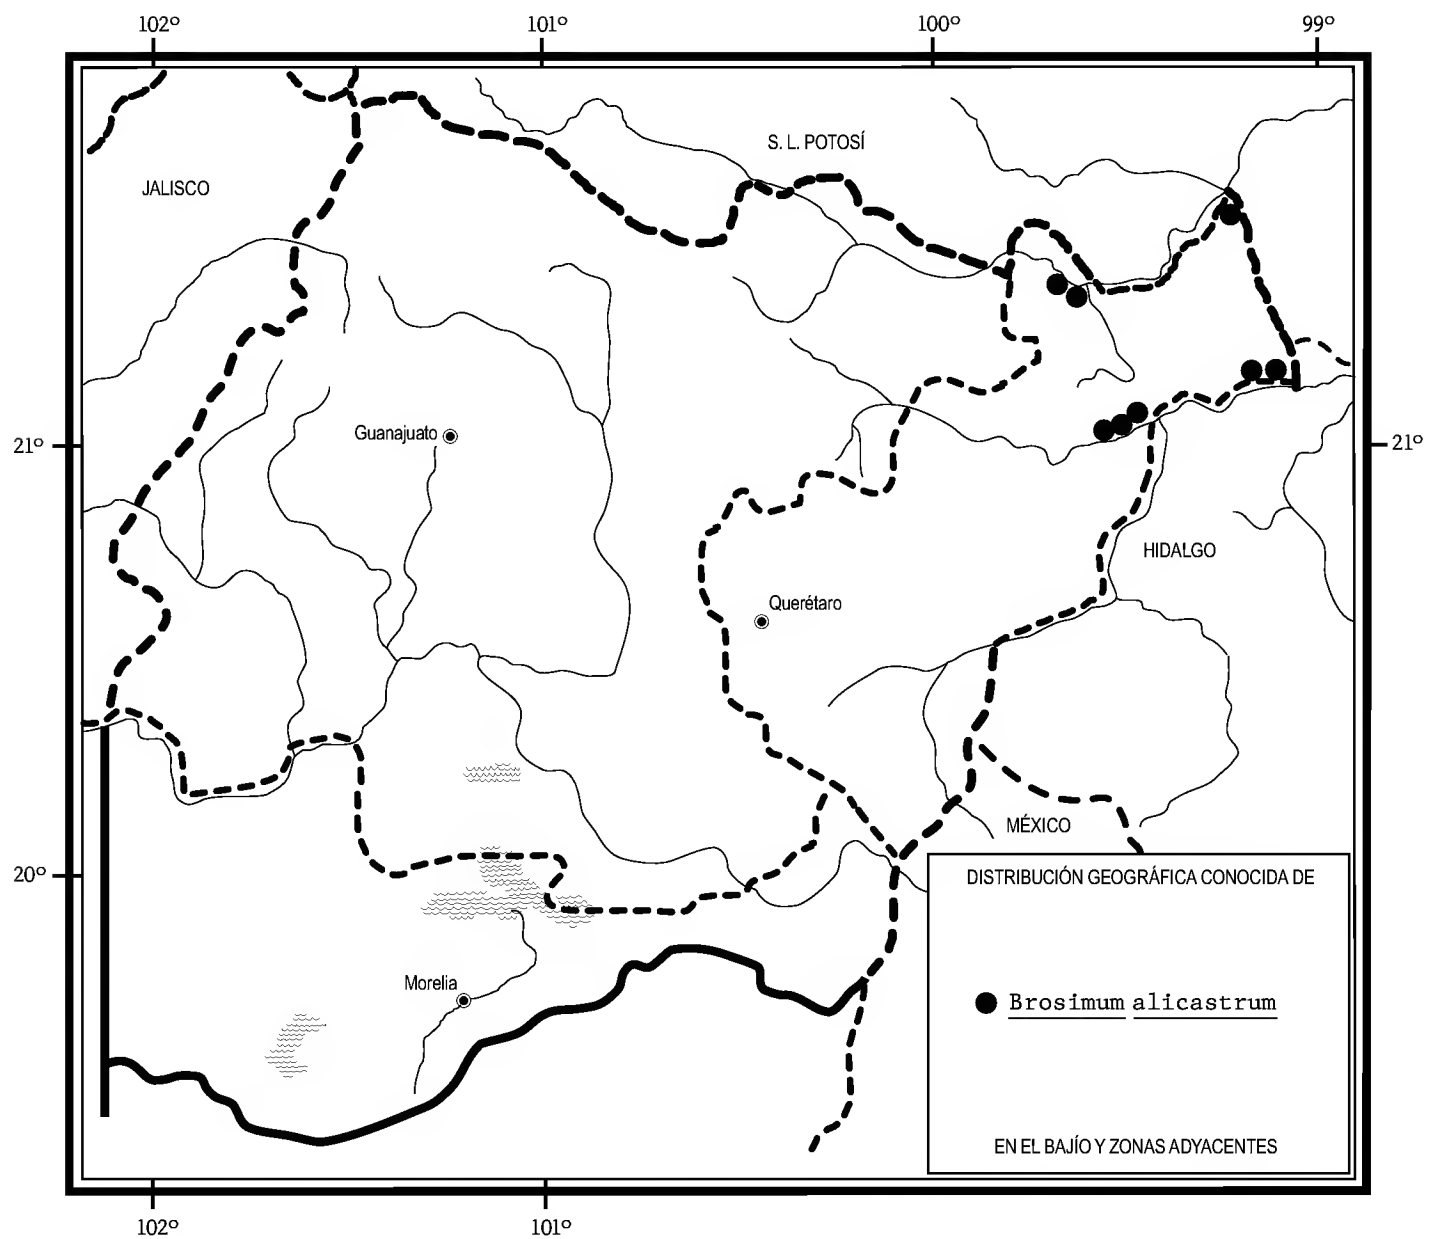 102º 101º 100º 99º
S. L. POTOSÍ
JALISCO
Guanajuato
21º 21º
HIDALGO
Querétaro
MÉXICO
20º
DISTRIBUCIÓN GEOGRÁFICA CONOCIDA DE
Morelia
Brosimum alicastrum
EN EL BAJÍO Y ZONAS ADYACENTES
102º 101º